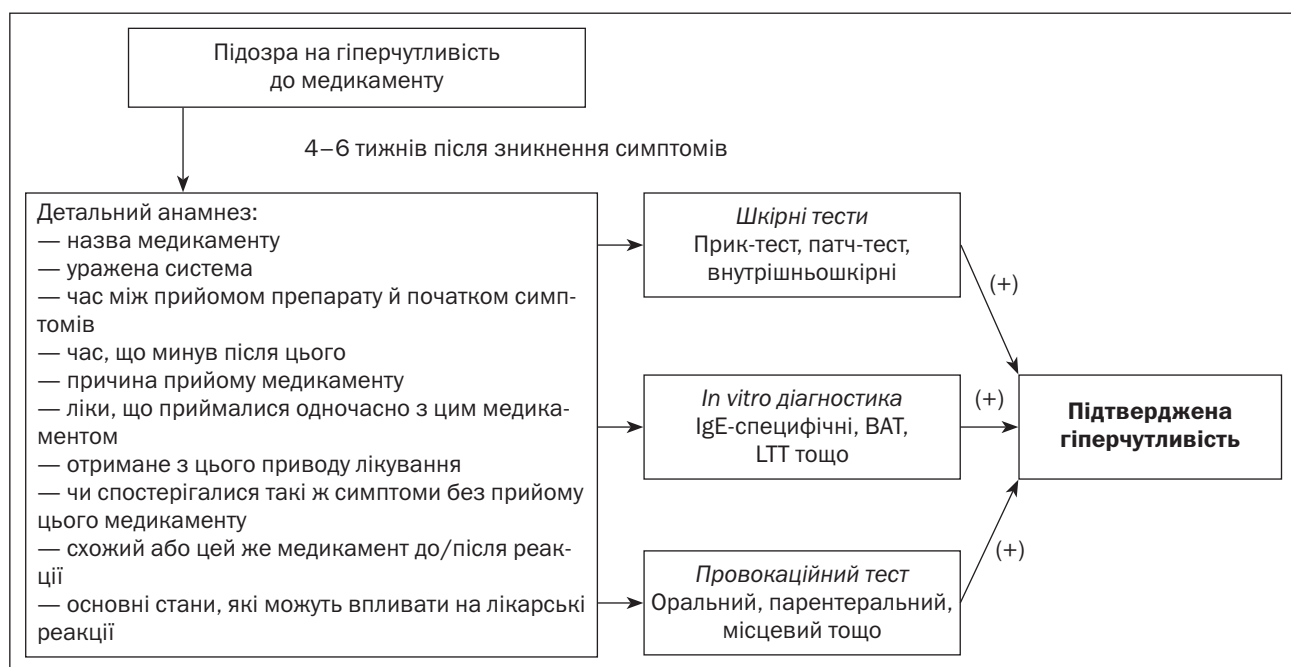 Підозра на гіперчутливість
до медикаменту
4–6 тижнів після зникнення симптомів
Детальний анамнез:
— назва медикаменту
— уражена система
— час між прийомом препарату й початком симп-
томів
— час, що минув після цього
— причина прийому медикаменту
— ліки, що приймалися одночасно з цим медика-
ментом
— отримане з цього приводу лікування
— чи спостерігалися такі ж симптоми без прийому
цього медикаменту
— схожий або цей же медикамент до/після реак-
ції
— основні стани, які можуть впливати на лікарські
реакції
Шкірні тести
Прик-тест, патч-тест,
внутрішньошкірні
(+)
In vitro діагностика
IgE-специфічні, BAT,
LTT тощо
(+)
Провокаційний тест
Оральний, парентеральний,
місцевий тощо
(+)
Підтверджена
гіперчутливість